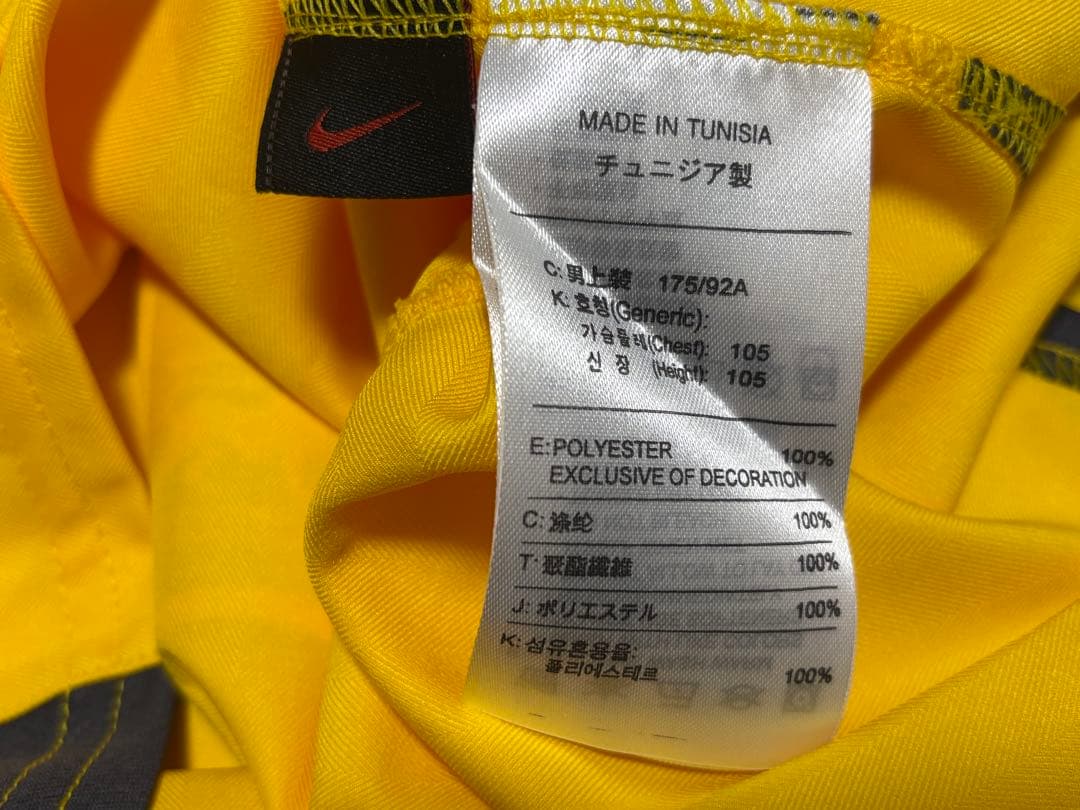 MADE IN TUNISIA
チュニジア製
C: 男上装 175/92A
K: 호칭(Generic):
가슴둘레(Chest): 105
신 장 (Height): 105
E: POLYESTER 100%
EXCLUSIVE OF DECORATION
C: 涤纶 100%
T: 聚酯纖維 100%
J: ポリエステル 100%
K: 섬유혼용율:
폴리에스테르 100%